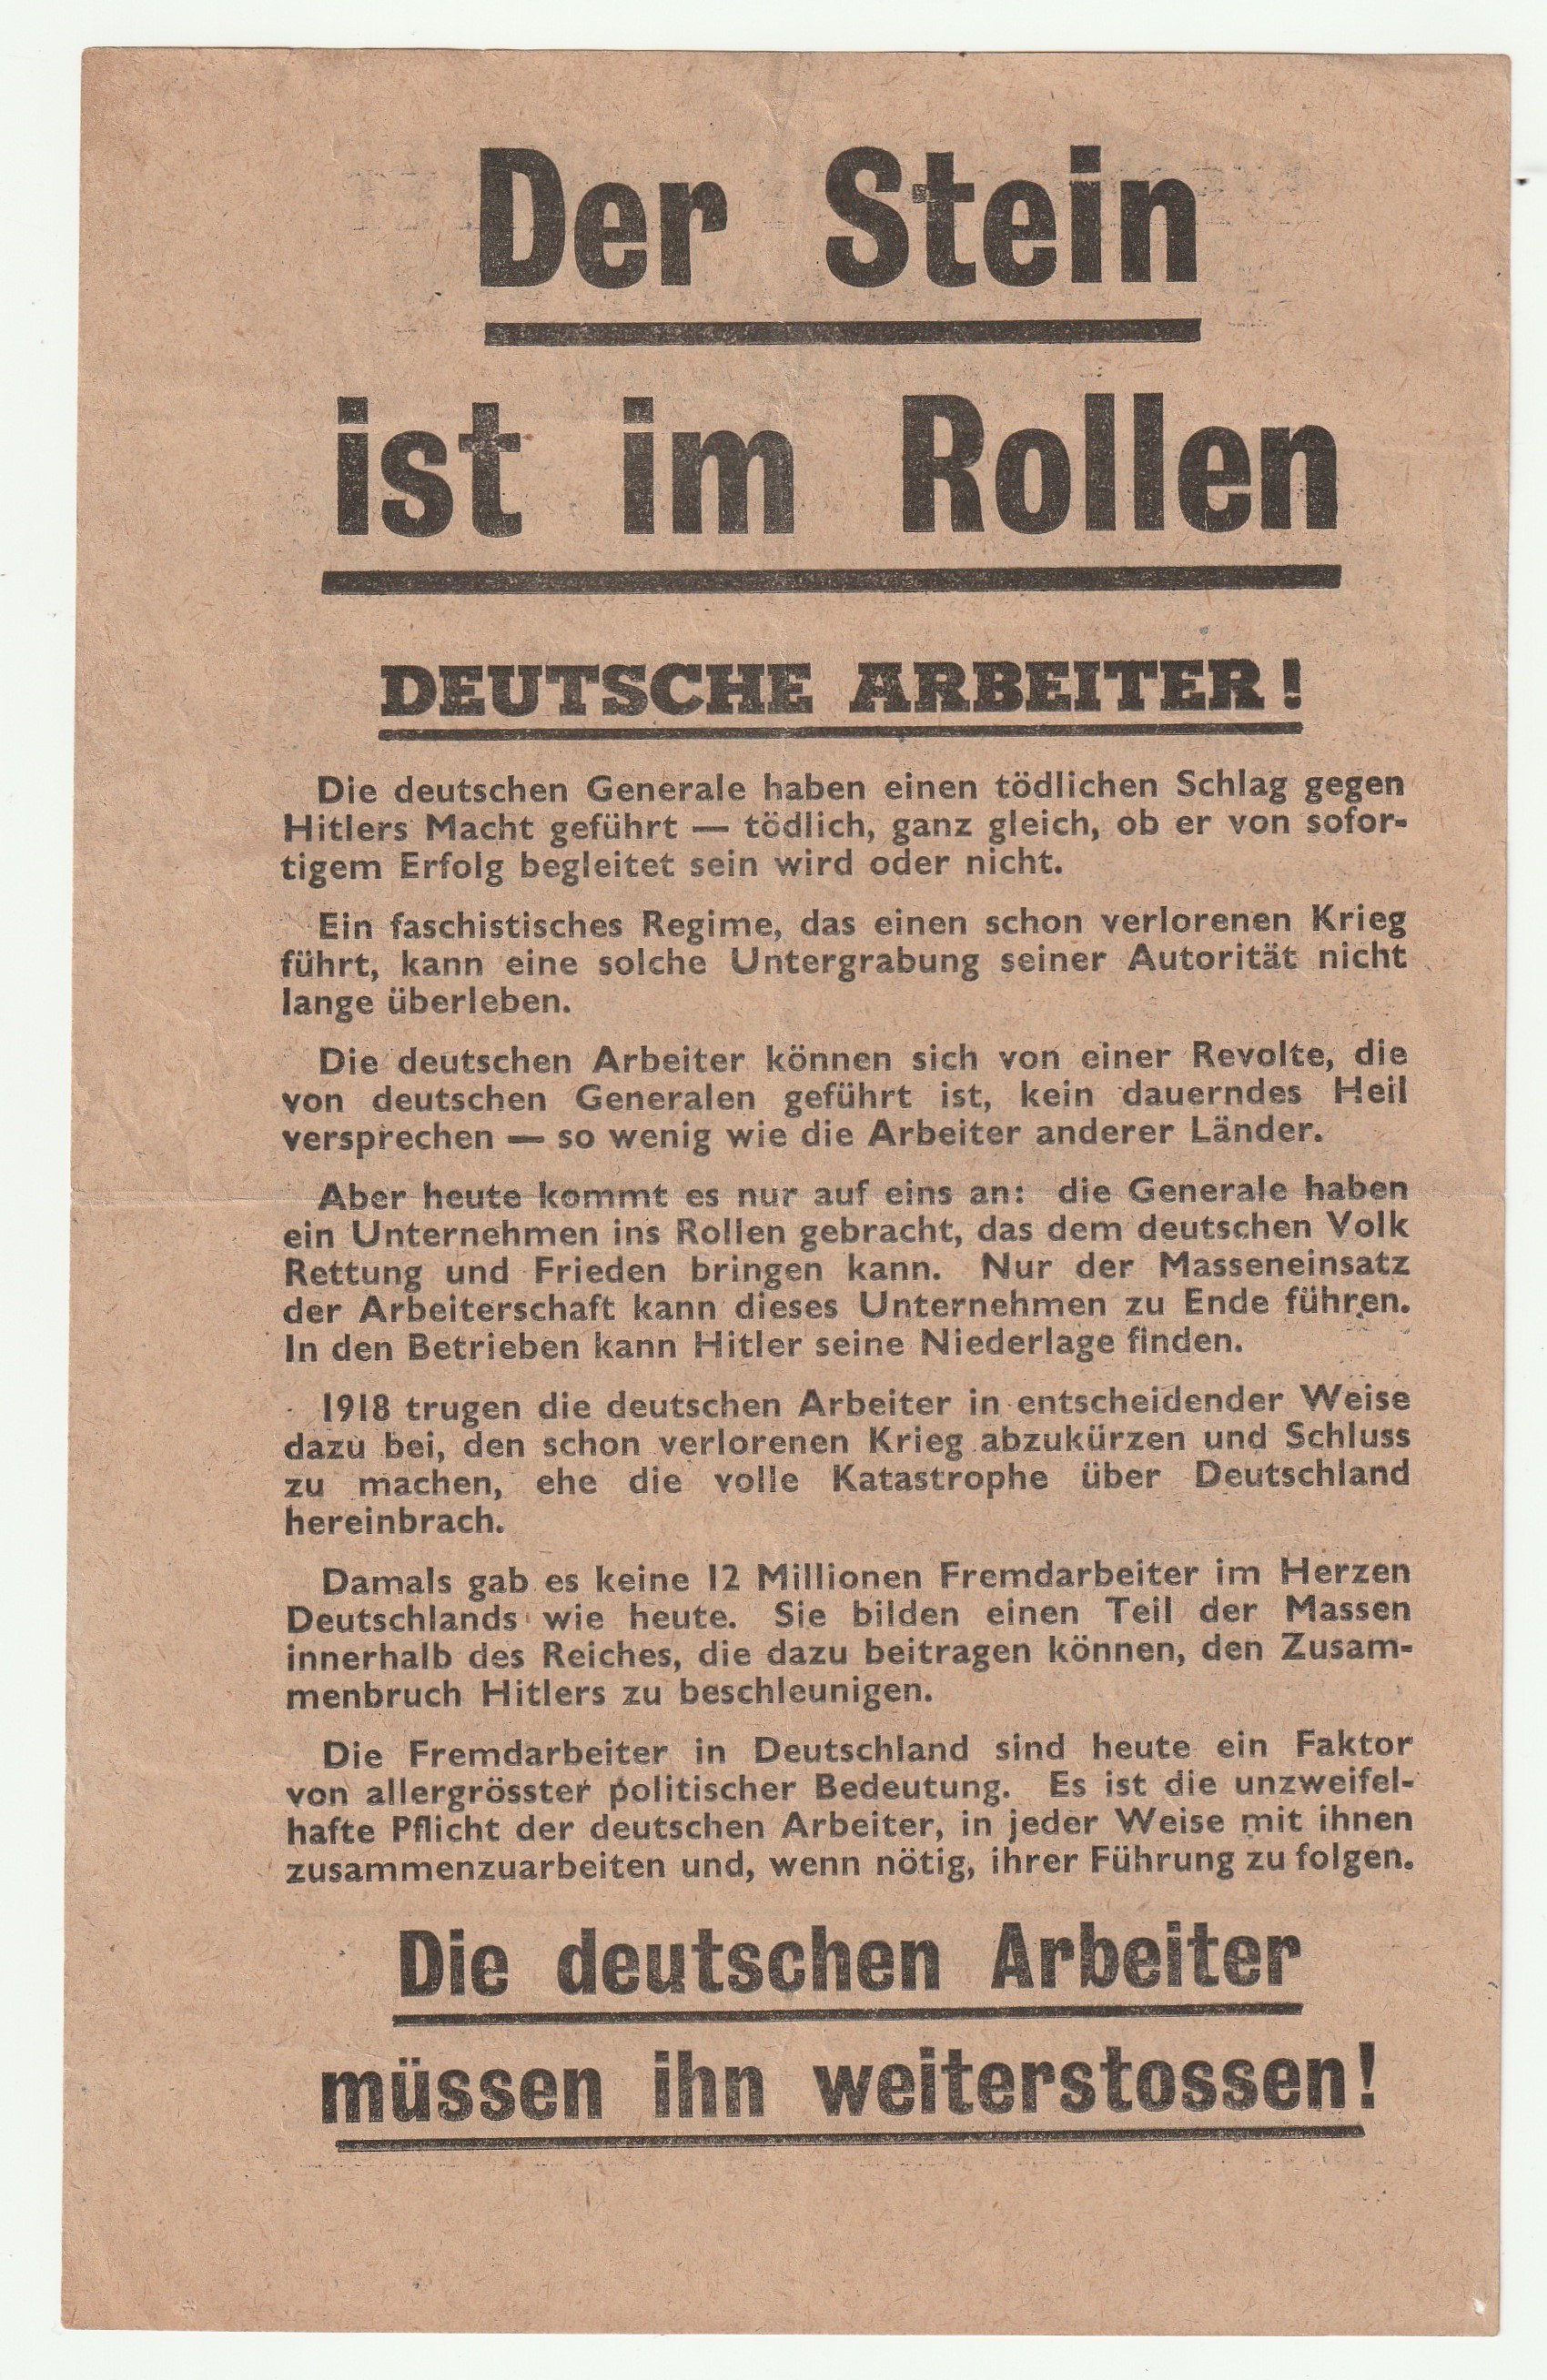 Der Stein
ist im Rollen
DEUTSCHE ARBEITER!
Die deutschen Generale haben einen tödlichen Schlag gegen
Hitlers Macht geführt — tödlich, ganz gleich, ob er von sofor-
tigem Erfolg begleitet sein wird oder nicht.
Ein faschistisches Regime, das einen schon verlorenen Krieg
führt, kann eine solche Untergrabung seiner Autorität nicht
lange überleben.
Die deutschen Arbeiter können sich von einer Revolte, die
von deutschen Generalen geführt ist, kein dauerndes Heil
versprechen — so wenig wie die Arbeiter anderer Länder.
Aber heute kommt es nur auf eins an: die Generale haben
ein Unternehmen ins Rollen gebracht, das dem deutschen Volk
Rettung und Frieden bringen kann. Nur der Masseneinsatz
der Arbeiterschaft kann dieses Unternehmen zu Ende führen.
In den Betrieben kann Hitler seine Niederlage finden.
1918 trugen die deutschen Arbeiter in entscheidender Weise
dazu bei, den schon verlorenen Krieg abzukürzen und Schluss
zu machen, ehe die volle Katastrophe über Deutschland
hereinbrach.
Damals gab es keine 12 Millionen Fremdarbeiter im Herzen
Deutschlands wie heute. Sie bilden einen Teil der Massen
innerhalb des Reiches, die dazu beitragen können, den Zusam-
menbruch Hitlers zu beschleunigen.
Die Fremdarbeiter in Deutschland sind heute ein Faktor
von allergrösster politischer Bedeutung. Es ist die unzweifel-
hafte Pflicht der deutschen Arbeiter, in jeder Weise mit ihnen
zusammenzuarbeiten und, wenn nötig, ihrer Führung zu folgen.
Die deutschen Arbeiter
müssen ihn weiterstossen!